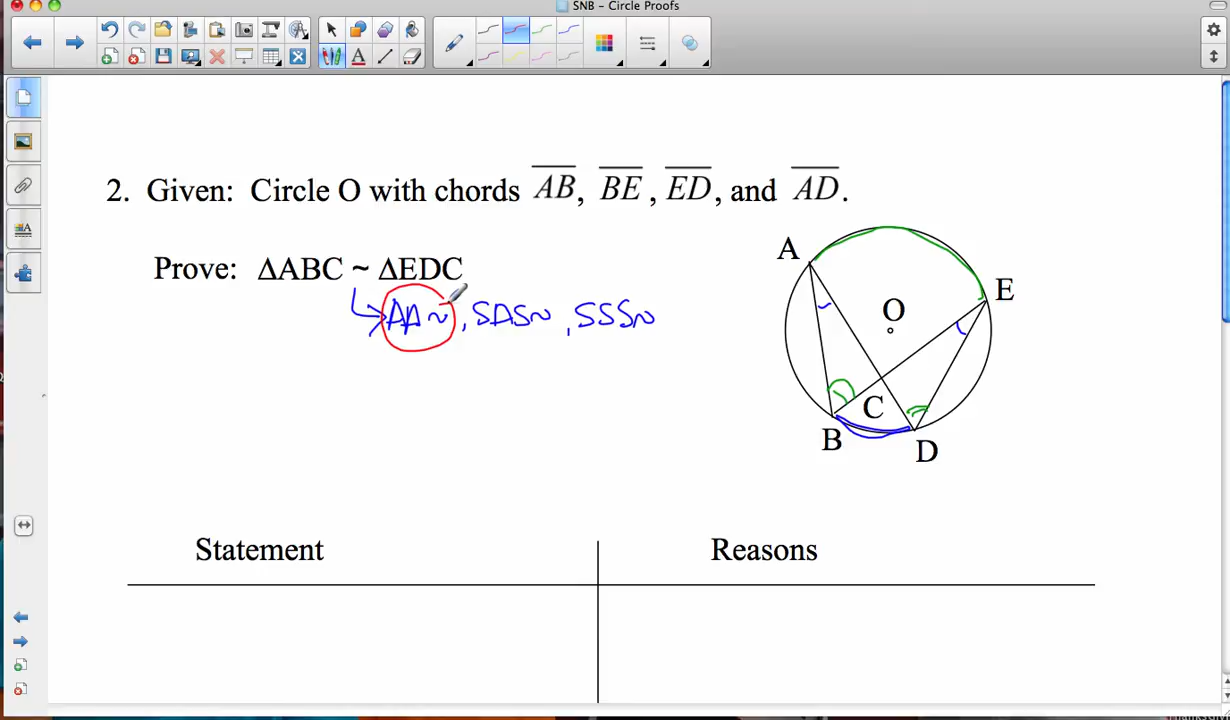 SNB - Circle Proofs
2. Given: Circle O with chords AB, BE, ED, and AD.
Prove: ΔABC ~ ΔEDC
AA~, SAS~, SSS~
A
E
O
C
B
D
Statement Reasons